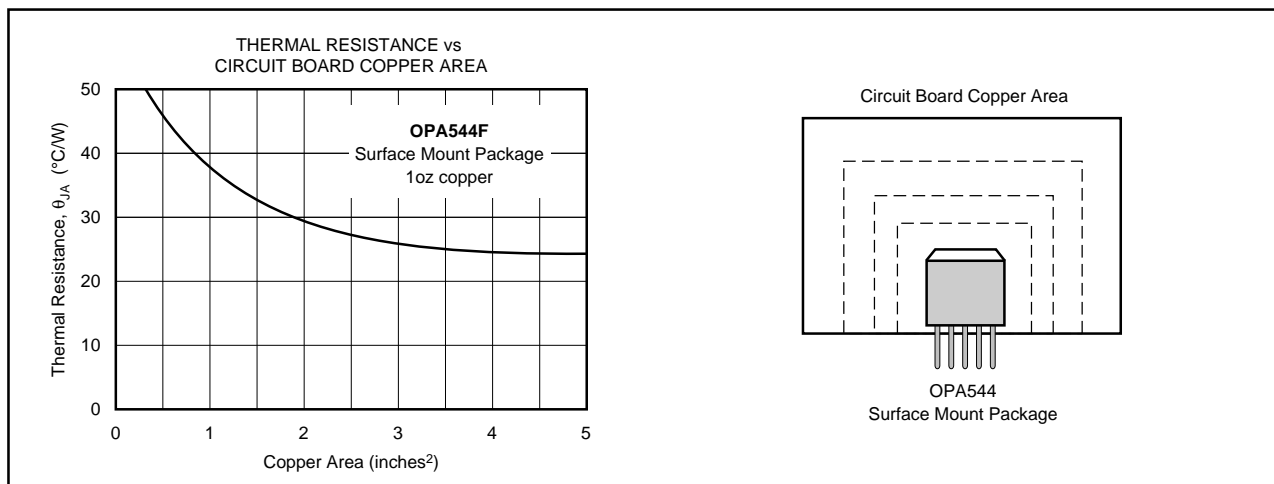 THERMAL RESISTANCE vs
CIRCUIT BOARD COPPER AREA
Thermal Resistance, θJA (°C/W)
50
40
30
20
10
0
OPA544F
Surface Mount Package
1oz copper
0 1 2 3 4 5
Copper Area (inches²)
Circuit Board Copper Area
OPA544
Surface Mount Package